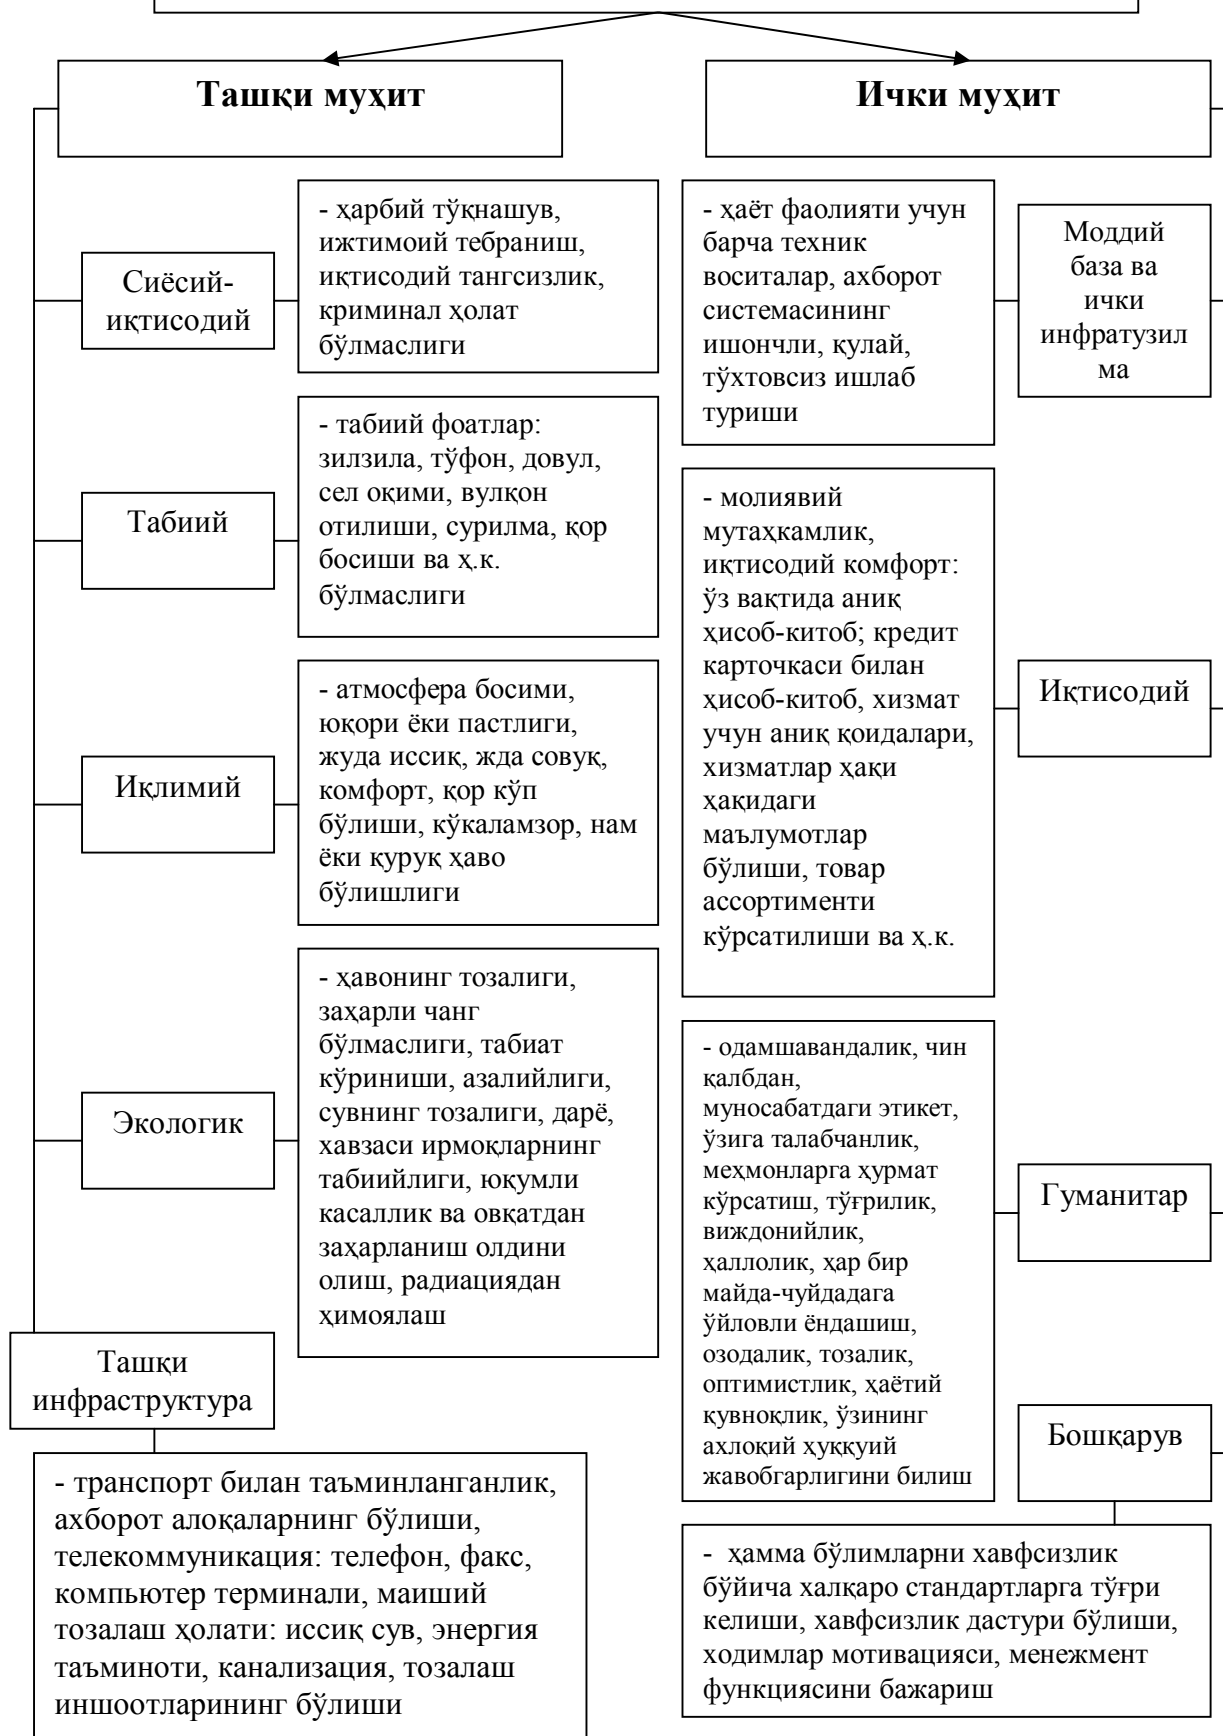 Ташқи муҳит
Сиёсий-
иқтисодий
- ҳарбий тўқнашув,
ижтимоий тебраниш,
иқтисодий тангсизлик,
криминал ҳолат
бўлмаслиги
Табиий
- табиий фоатлар:
зилзила, тўфон, довул,
сел оқими, вулқон
отилиши, сурилма, қор
босиши ва ҳ.к.
бўлмаслиги
Иқлимий
- атмосфера босими,
юқори ёки пастлиги,
жуда иссиқ, жда совуқ,
комфорт, қор кўп
бўлиши, кўкаламзор, нам
ёки қуруқ ҳаво
бўлишлиги
Экологик
- ҳавонинг тозалиги,
заҳарли чанг
бўлмаслиги, табиат
кўриниши, азалийлиги,
сувнинг тозалиги, дарё,
хавзаси ирмоқларнинг
табиийлиги, юқумли
касаллик ва овқатдан
заҳарланиш олдини
олиш, радиациядан
ҳимоялаш
Ташқи
инфраструктура
- транспорт билан таъминланганлик,
ахборот алоқаларнинг бўлиши,
телекоммуникация: телефон, факс,
компьютер терминали, маиший
тозалаш ҳолати: иссиқ сув, энергия
таъминоти, канализация, тозалаш
иншоотларининг бўлиши
Ички муҳит
- ҳаёт фаолияти учун
барча техник
воситалар, ахборот
системасининг
ишончли, қулай,
тўхтовсиз ишлаб
туриши
Моддий
база ва
ички
инфратузил
ма
- молиявий
мутаҳкамлик,
иқтисодий комфорт:
ўз вақтида аниқ
ҳисоб-китоб; кредит
карточкаси билан
ҳисоб-китоб, хизмат
учун аниқ қоидалари,
хизматлар ҳақи
ҳақидаги
маълумотлар
бўлиши, товар
ассортименти
кўрсатилиши ва ҳ.к.
Иқтисодий
- одамшавандалик, чин
қалбдан,
муносабатдаги этикет,
ўзига талабчанлик,
меҳмонларга ҳурмат
кўрсатиш, тўғрилик,
виждонийлик,
ҳаллолик, ҳар бир
майда-чуйдадага
ўйловли ёндашиш,
озодалик, тозалик,
оптимистлик, ҳаётий
қувноқлик, ўзининг
ахлоқий ҳуққуий
жавобгарлигини билиш
Гуманитар
Бошқарув
- ҳамма бўлимларни хавфсизлик
бўйича халқаро стандартларга тўғри
келиши, хавфсизлик дастури бўлиши,
ходимлар мотивацияси, менежмент
функциясини бажариш